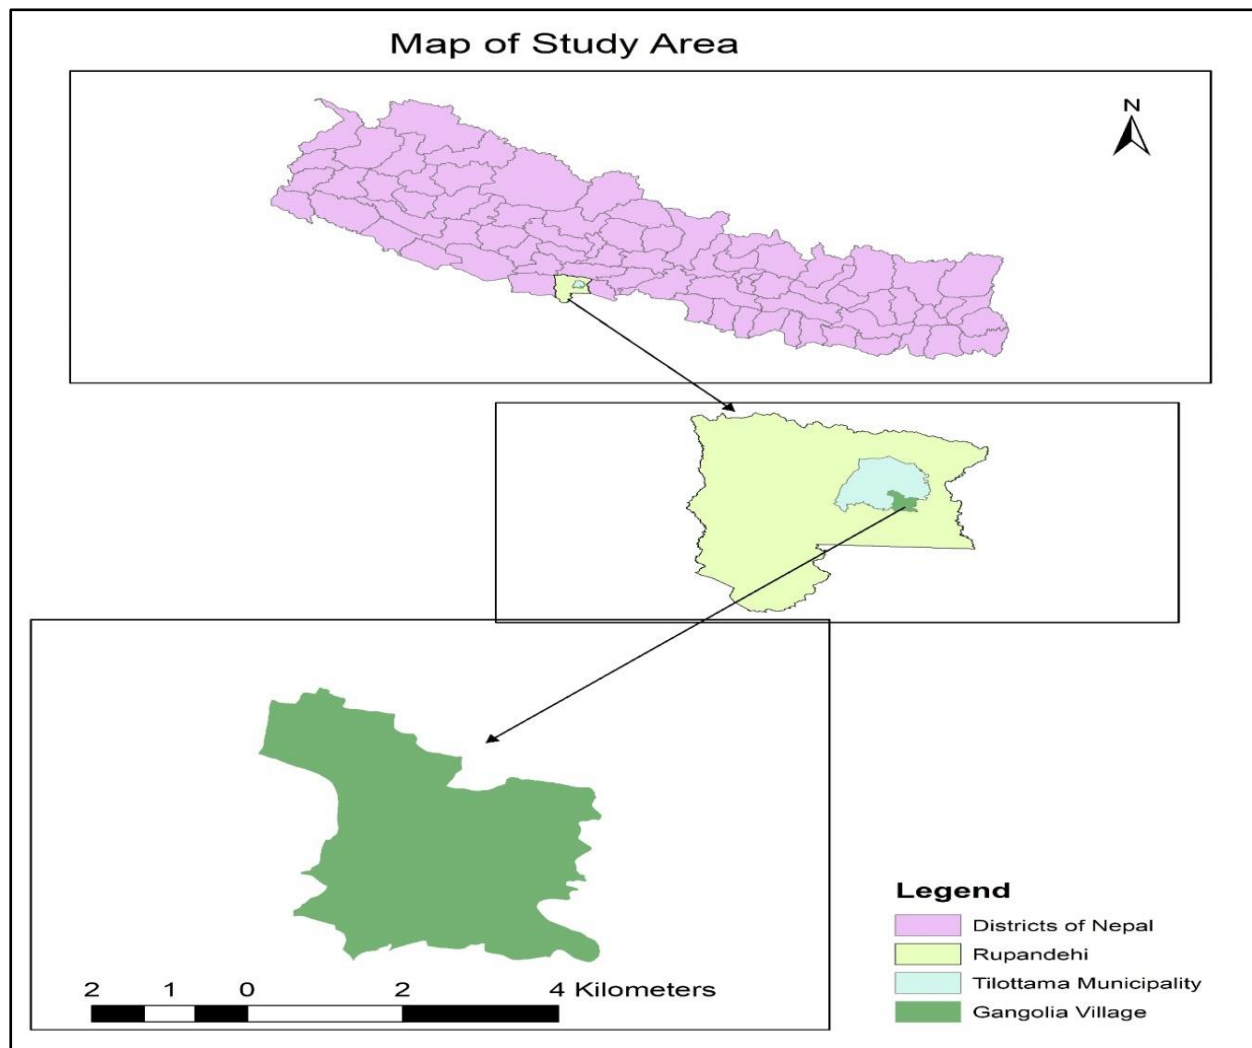 Map of Study Area
N
2 1 0 2 4 Kilometers
Legend
Districts of Nepal
Rupandehi
Tilottama Municipality
Gangolia Village